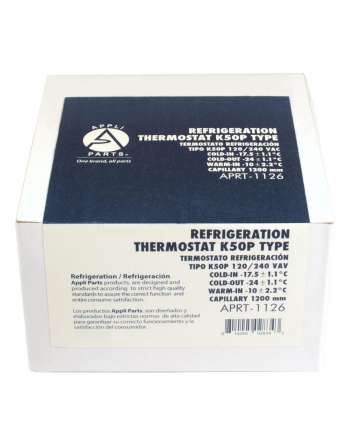 APPLI
PARTS
One brand, all parts
REFRIGERATION
THERMOSTAT K50P TYPE
TERMOSTATO REFRIGERACIÓN
TIPO K50P 120/240 VAC
COLD-IN -17.5 ± 1.1°C
COLD-OUT -24 ± 1.1°C
WARM-IN -10 ± 2.2°C
CAPILLARY 1200 mm
APRT-1126
REFRIGERATION
THERMOSTAT K50P TYPE
TERMOSTATO REFRIGERACIÓN
TIPO K50P 120/240 VAV
COLD-IN -17.5 ± 1.1°C
COLD-OUT -24 ± 1.1°C
WARM-IN -10 ± 2.2°C
CAPILLARY 1200 mm
APRT-1126
Refrigeration / Refrigeración
Appli Parts products, are designed and
produced according to strict high quality
standards to assure the correct function and
entire consume satisfaction.
Los productos Appli Parts, son diseñados y
elaborados bajo estrictas normas de alta calidad
para garantizar su correcto funcionamiento y la
satisfacción del consumidor.